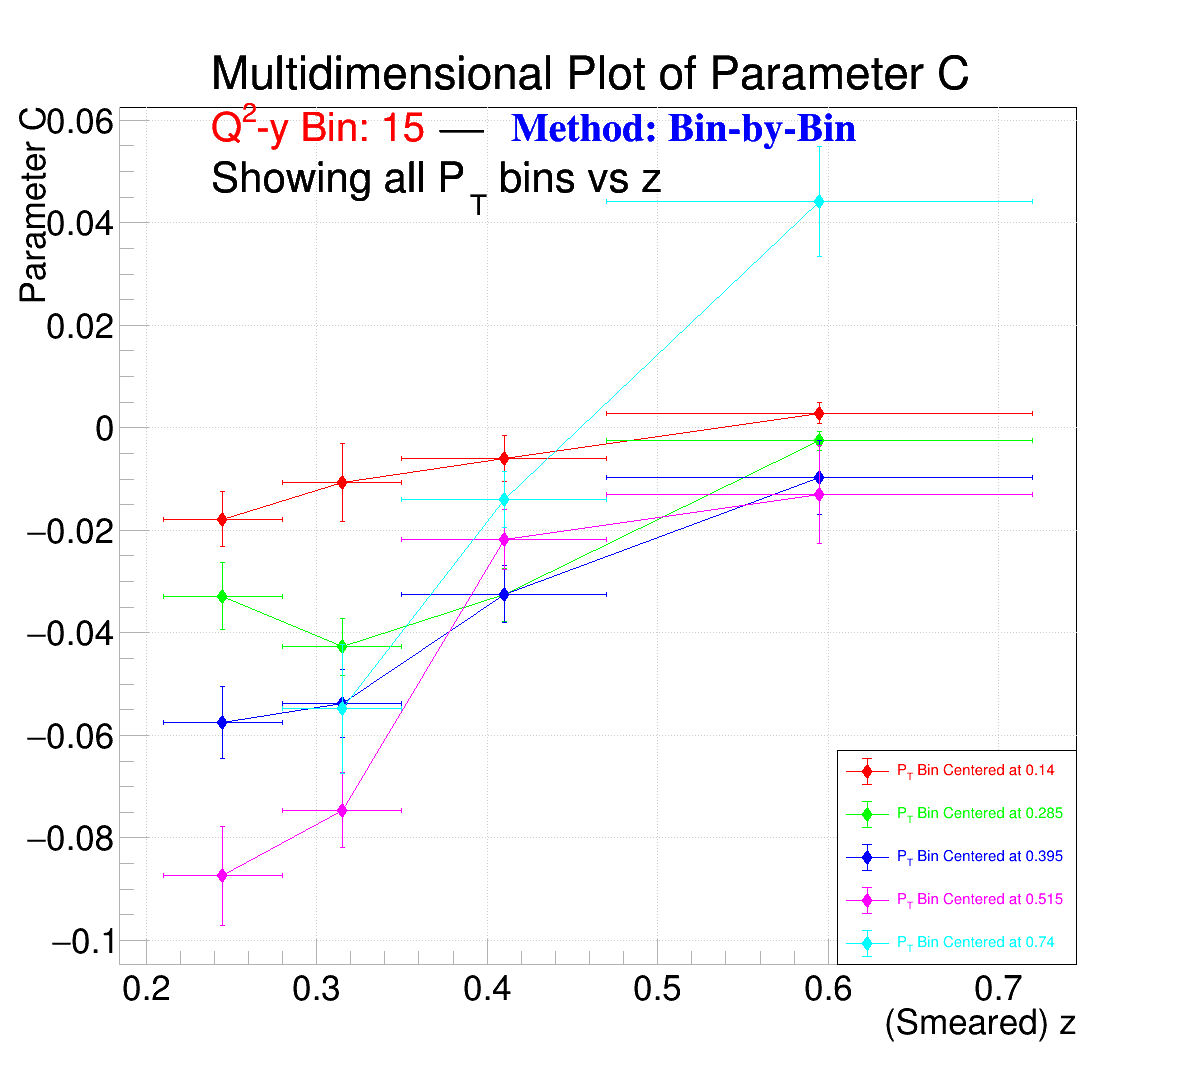 Multidimensional Plot of Parameter C
Q2-y Bin: 15 — Method: Bin-by-Bin
Showing all PT bins vs z
Parameter C
0.06
0.04
0.02
0
−0.02
−0.04
−0.06
−0.08
−0.1
PT Bin Centered at 0.14
PT Bin Centered at 0.285
PT Bin Centered at 0.395
PT Bin Centered at 0.515
PT Bin Centered at 0.74
0.2 0.3 0.4 0.5 0.6 0.7
(Smeared) z